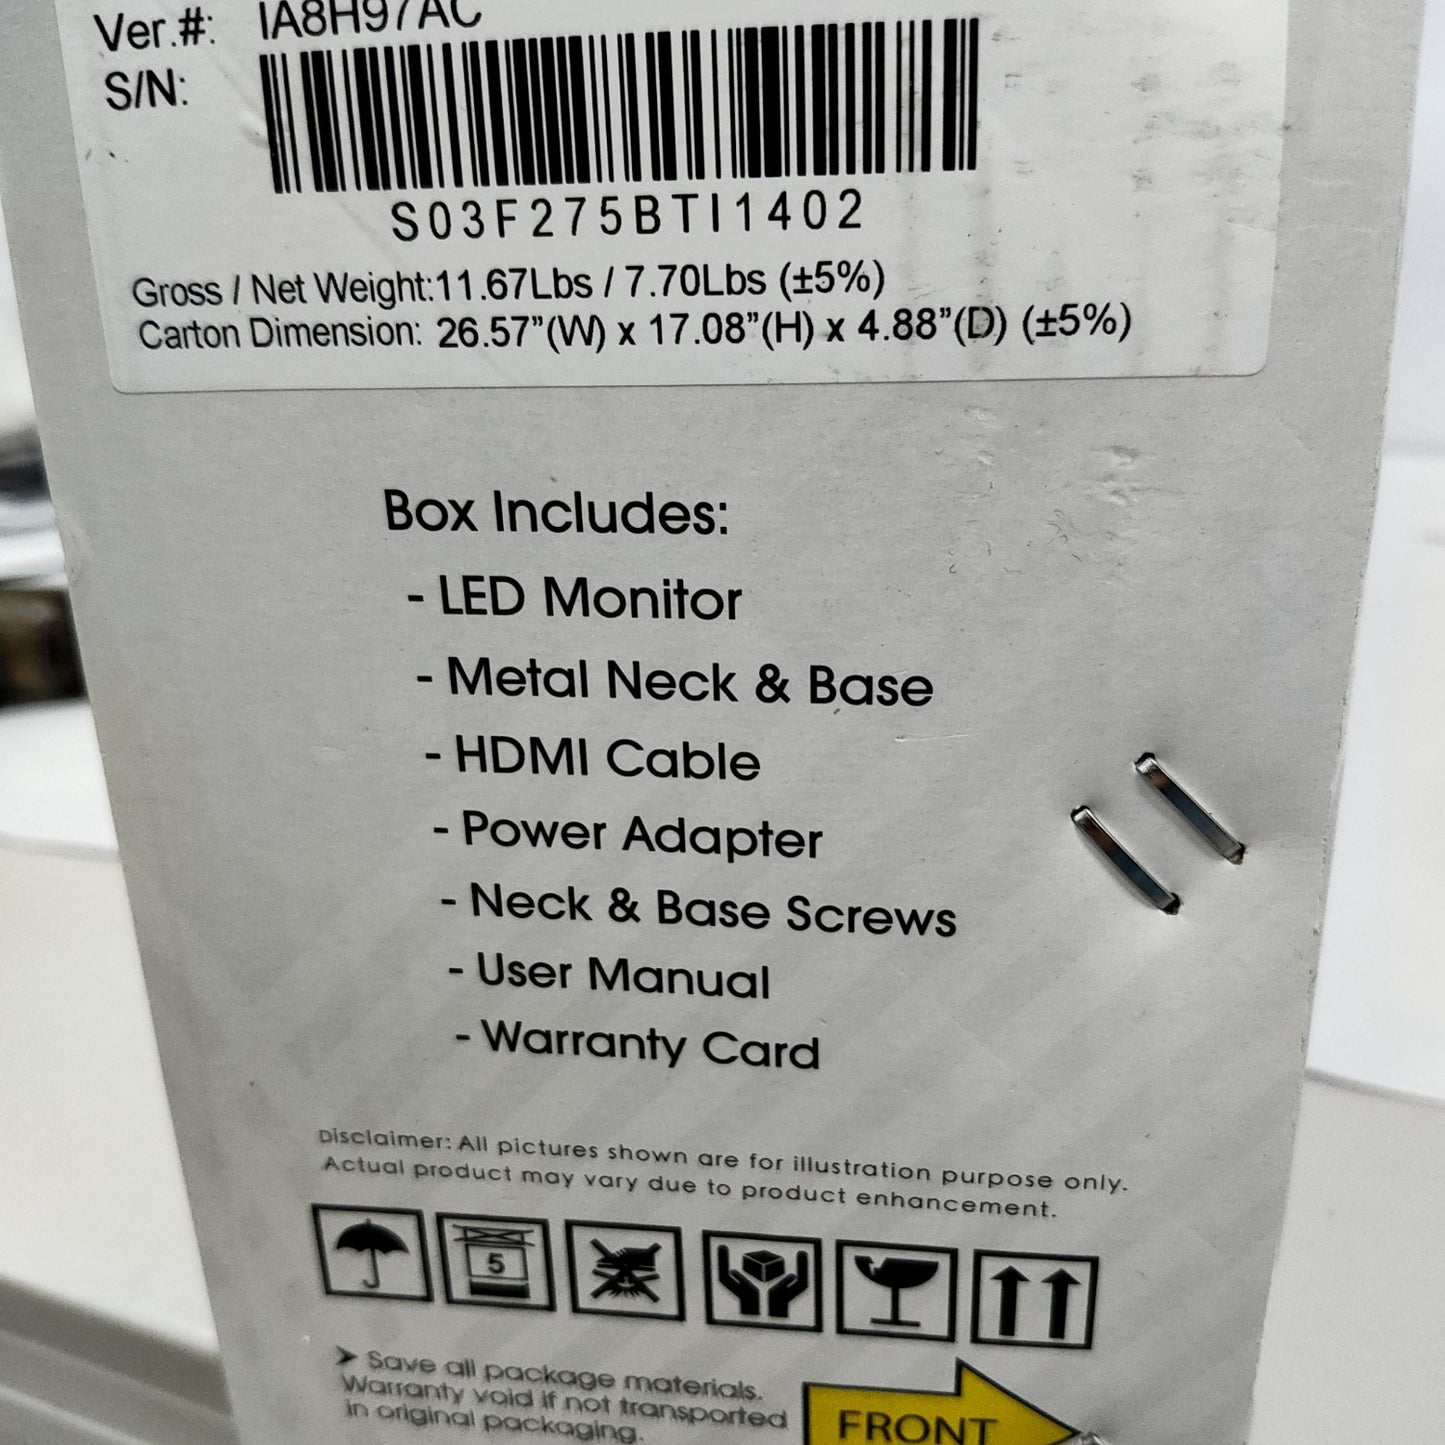 Ver.#: IA8H97AC
S/N:
S03F275BTI1402
Gross / Net Weight:11.67Lbs / 7.70Lbs (±5%)
Carton Dimension: 26.57”(W) x 17.08”(H) x 4.88”(D) (±5%)
Box Includes:
- LED Monitor
- Metal Neck & Base
- HDMI Cable
- Power Adapter
- Neck & Base Screws
- User Manual
- Warranty Card
Disclaimer: All pictures shown are for illustration purpose only.
Actual product may vary due to product enhancement.
5
➤ Save all package materials.
Warranty void if not transported
in original packaging.
FRONT